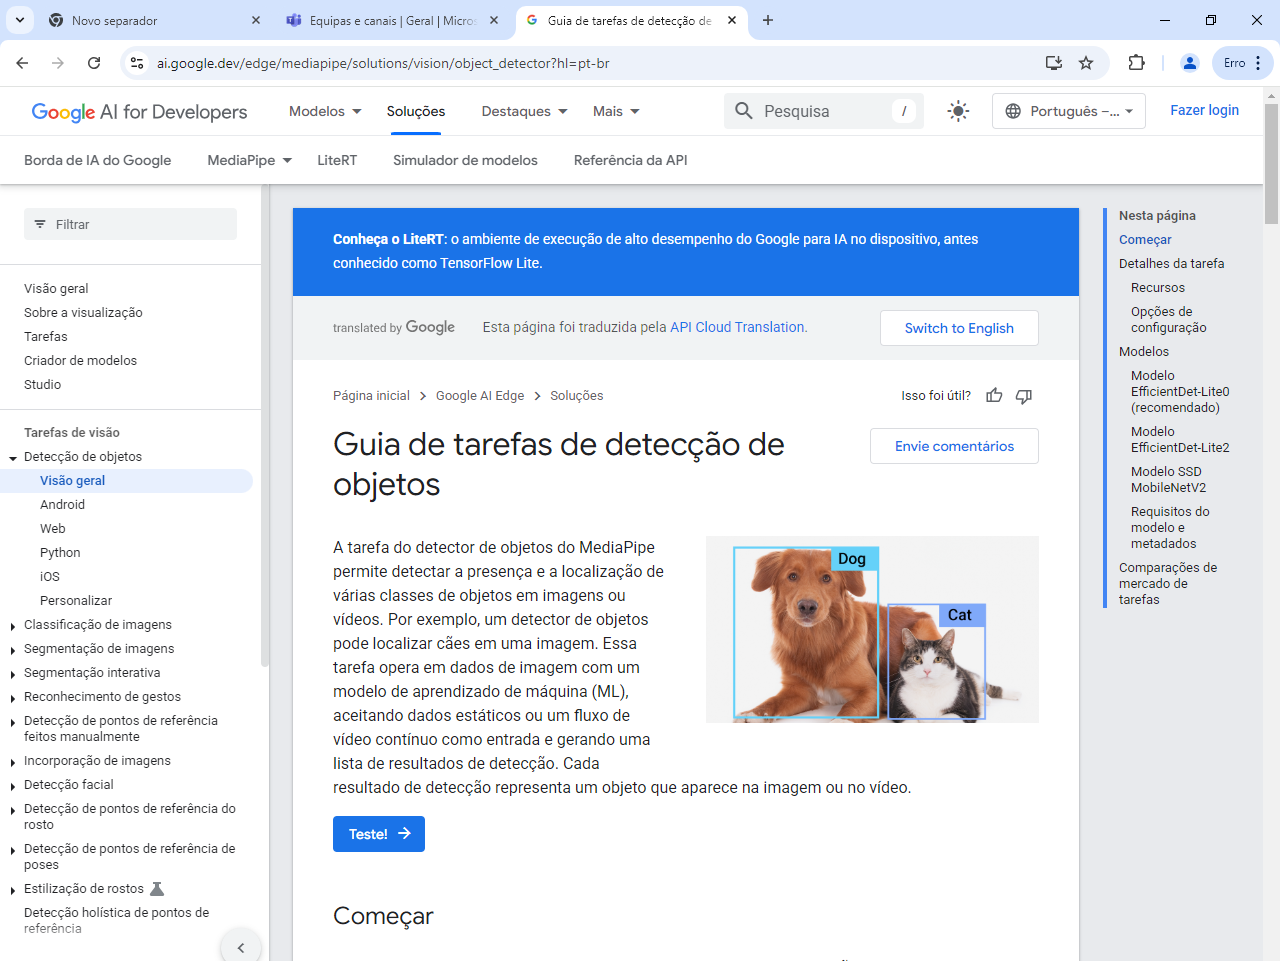 Novo separador
Equipas e canais | Geral | Micros
Guia de tarefas de detecção de
ai.google.dev/edge/mediapipe/solutions/vision/object_detector?hl=pt-br
Erro
Google AI for Developers
Modelos
Soluções
Destaques
Mais
Pesquisa
/
Português –...
Fazer login
Borda de IA do Google
MediaPipe
LiteRT
Simulador de modelos
Referência da API
Filtrar
Visão geral
Sobre a visualização
Tarefas
Criador de modelos
Studio
Tarefas de visão
Detecção de objetos
Visão geral
Android
Web
Python
iOS
Personalizar
Classificação de imagens
Segmentação de imagens
Segmentação interativa
Reconhecimento de gestos
Detecção de pontos de referência
feitos manualmente
Incorporação de imagens
Detecção facial
Detecção de pontos de referência do
rosto
Detecção de pontos de referência de
poses
Estilização de rostos
Detecção holística de pontos de
referência
Conheça o LiteRT: o ambiente de execução de alto desempenho do Google para IA no dispositivo, antes
conhecido como TensorFlow Lite.
translated by Google
Esta página foi traduzida pela API Cloud Translation.
Switch to English
Página inicial
Google AI Edge
Soluções
Isso foi útil?
Guia de tarefas de detecção de
objetos
Envie comentários
A tarefa do detector de objetos do MediaPipe
permite detectar a presença e a localização de
várias classes de objetos em imagens ou
vídeos. Por exemplo, um detector de objetos
pode localizar cães em uma imagem. Essa
tarefa opera em dados de imagem com um
modelo de aprendizado de máquina (ML),
aceitando dados estáticos ou um fluxo de
vídeo contínuo como entrada e gerando uma
lista de resultados de detecção. Cada
resultado de detecção representa um objeto que aparece na imagem ou no vídeo.
Dog
Cat
Teste!
Começar
Nesta página
Começar
Detalhes da tarefa
Recursos
Opções de
configuração
Modelos
Modelo
EfficientDet-Lite0
(recomendado)
Modelo
EfficientDet-Lite2
Modelo SSD
MobileNetV2
Requisitos do
modelo e
metadados
Comparações de
mercado de
tarefas